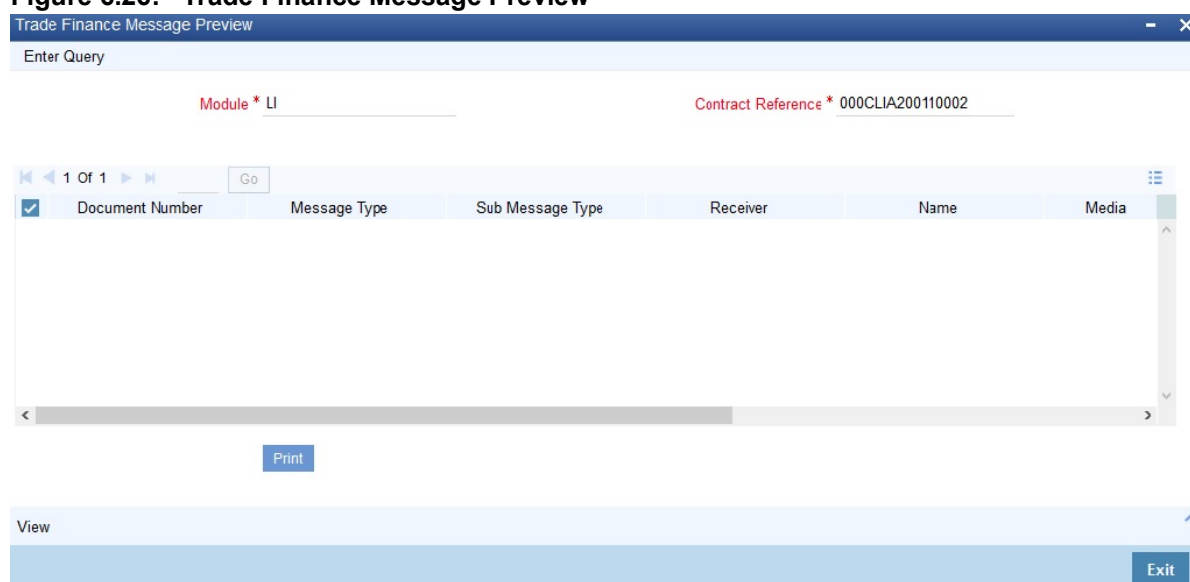 Trade Finance Message Preview
Enter Query
Module * LI
Contract Reference * 000CLIA200110002
1 Of 1 Go
Document Number Message Type Sub Message Type Receiver Name Media
Print
View
Exit